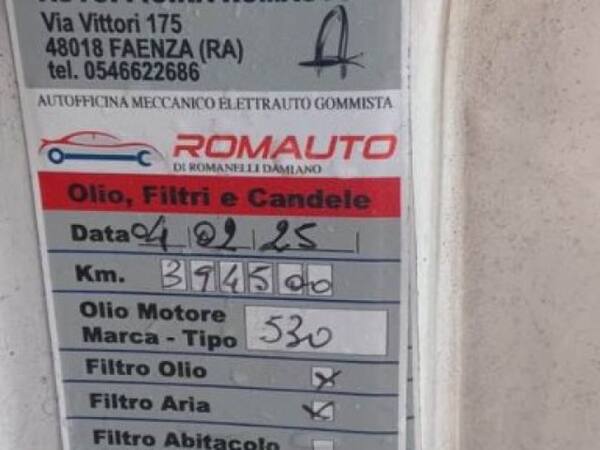 Via Vittori 175
48018 FAENZA (RA)
tel. 0546622686
AUTOFFICINA MECCANICO ELETTRAUTO GOMMISTA
ROMAUTO
DI ROMANELLI DAMIANO
Olio, Filtri e Candele
Data 04 02 25
Km. 394500
Olio Motore
Marca - Tipo 530
Filtro Olio x
Filtro Aria x
Filtro Abitacolo